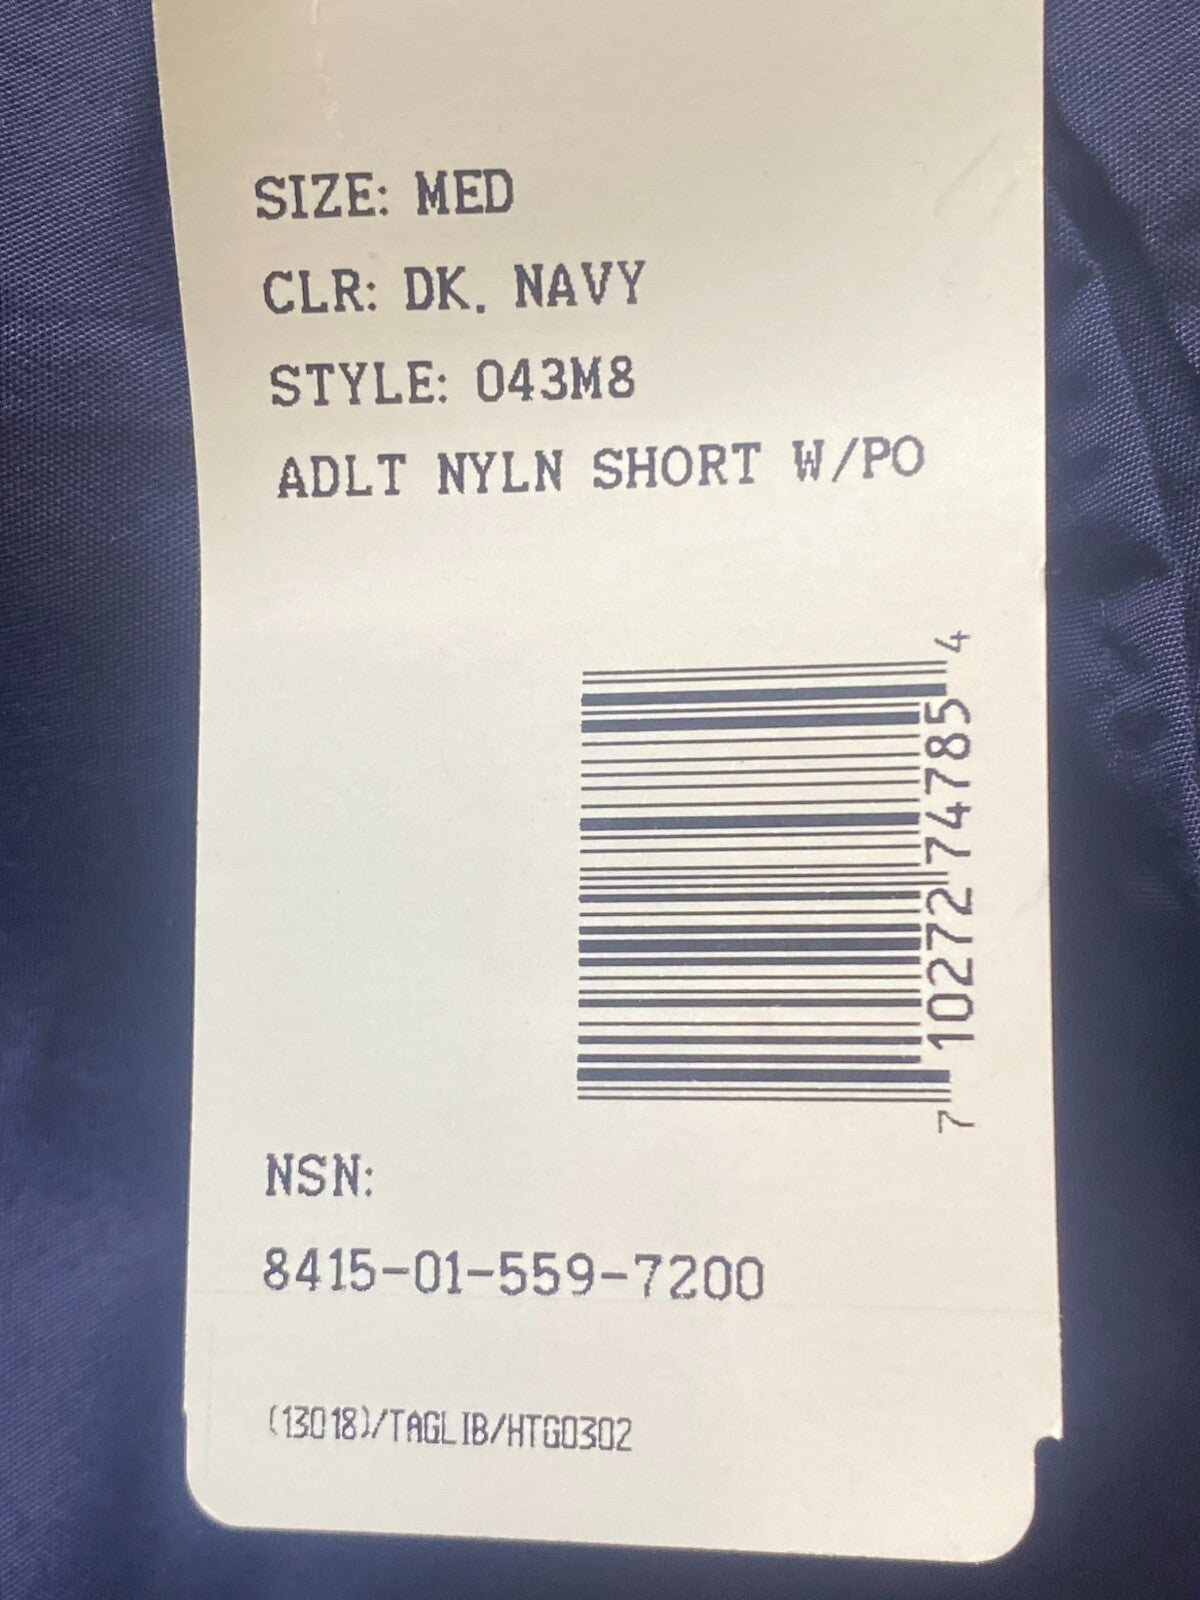 SIZE: MED
CLR: DK. NAVY
STYLE: 043M8
ADLT NYLN SHORT W/PO
7 10272 74785 4
NSN:
8415-01-559-7200
(13018)/TAGLIB/HTG0302